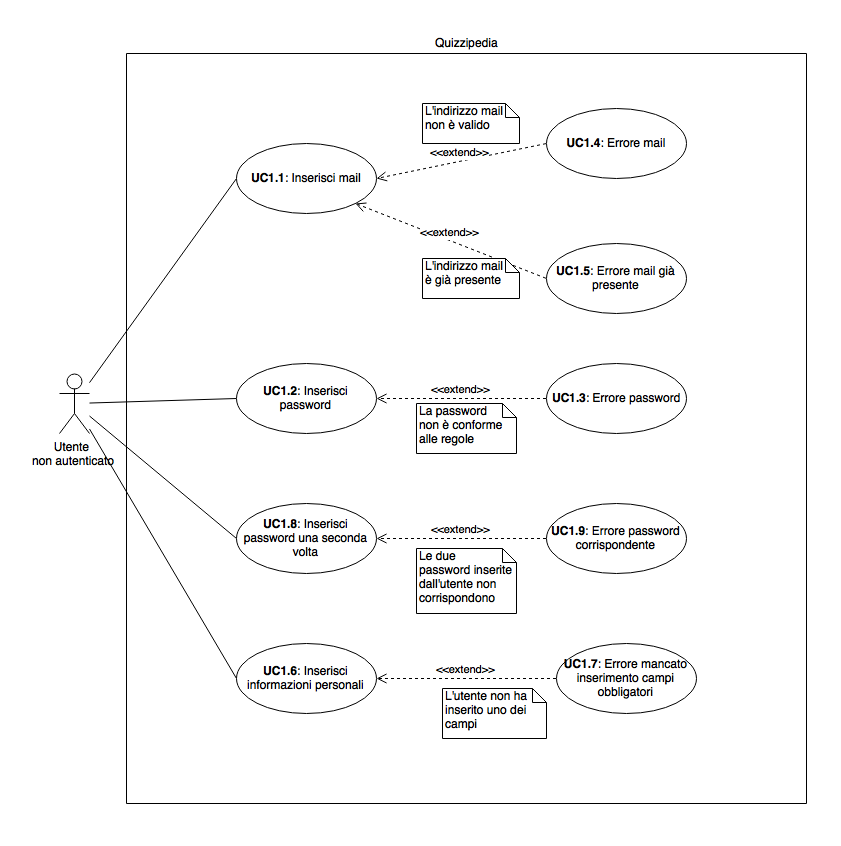 Quizzipedia
L'indirizzo mail
non è valido
<<extend>>
UC1.4: Errore mail
UC1.1: Inserisci mail
<<extend>>
L'indirizzo mail
è già presente
UC1.5: Errore mail già
presente
Utente
non autenticato
UC1.2: Inserisci
password
<<extend>>
La password
non è conforme
alle regole
UC1.3: Errore password
UC1.8: Inserisci
password una seconda
volta
<<extend>>
Le due
password inserite
dall'utente non
corrispondono
UC1.9: Errore password
corrispondente
UC1.6: Inserisci
informazioni personali
<<extend>>
L'utente non ha
inserito uno dei
campi
UC1.7: Errore mancato
inserimento campi
obbligatori